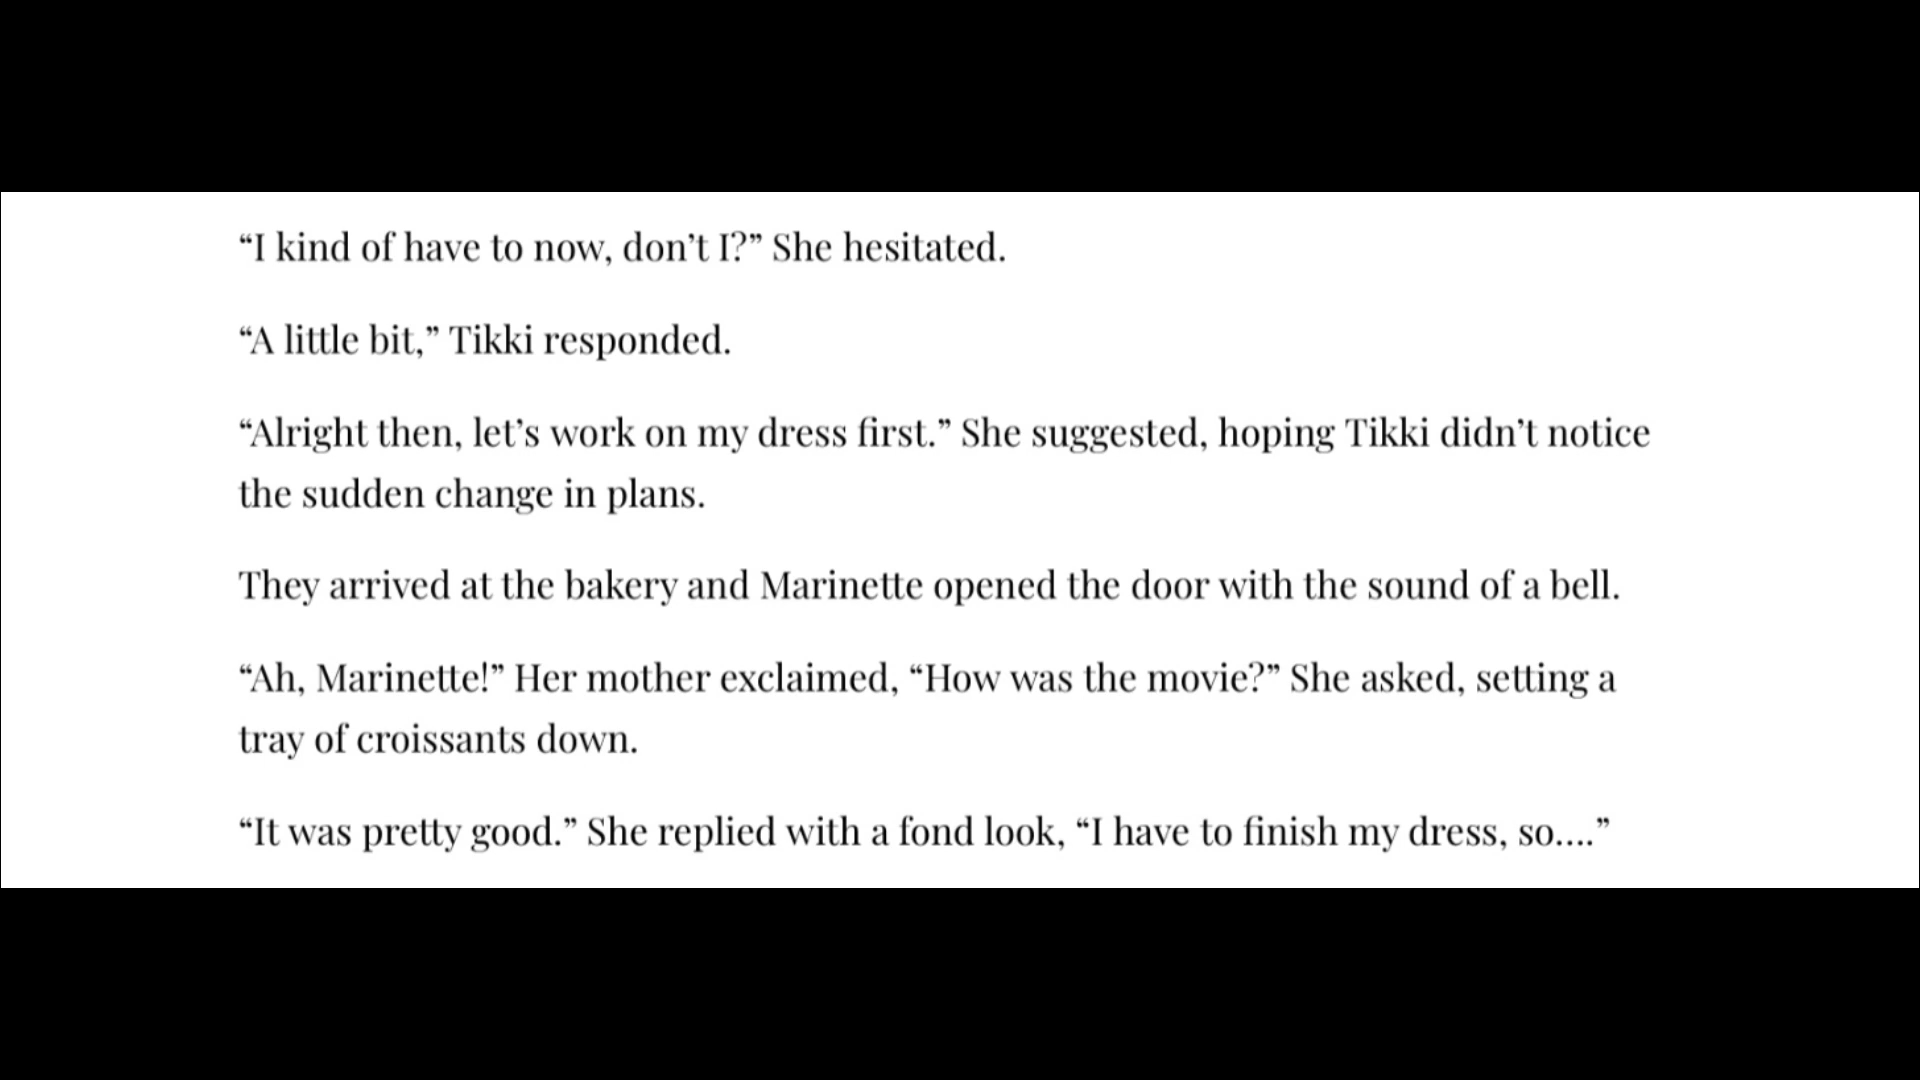 “I kind of have to now, don’t I?” She hesitated.
“A little bit,” Tikki responded.
“Alright then, let’s work on my dress first.” She suggested, hoping Tikki didn’t notice
the sudden change in plans.
They arrived at the bakery and Marinette opened the door with the sound of a bell.
“Ah, Marinette!” Her mother exclaimed, “How was the movie?” She asked, setting a
tray of croissants down.
“It was pretty good.” She replied with a fond look, “I have to finish my dress, so....”